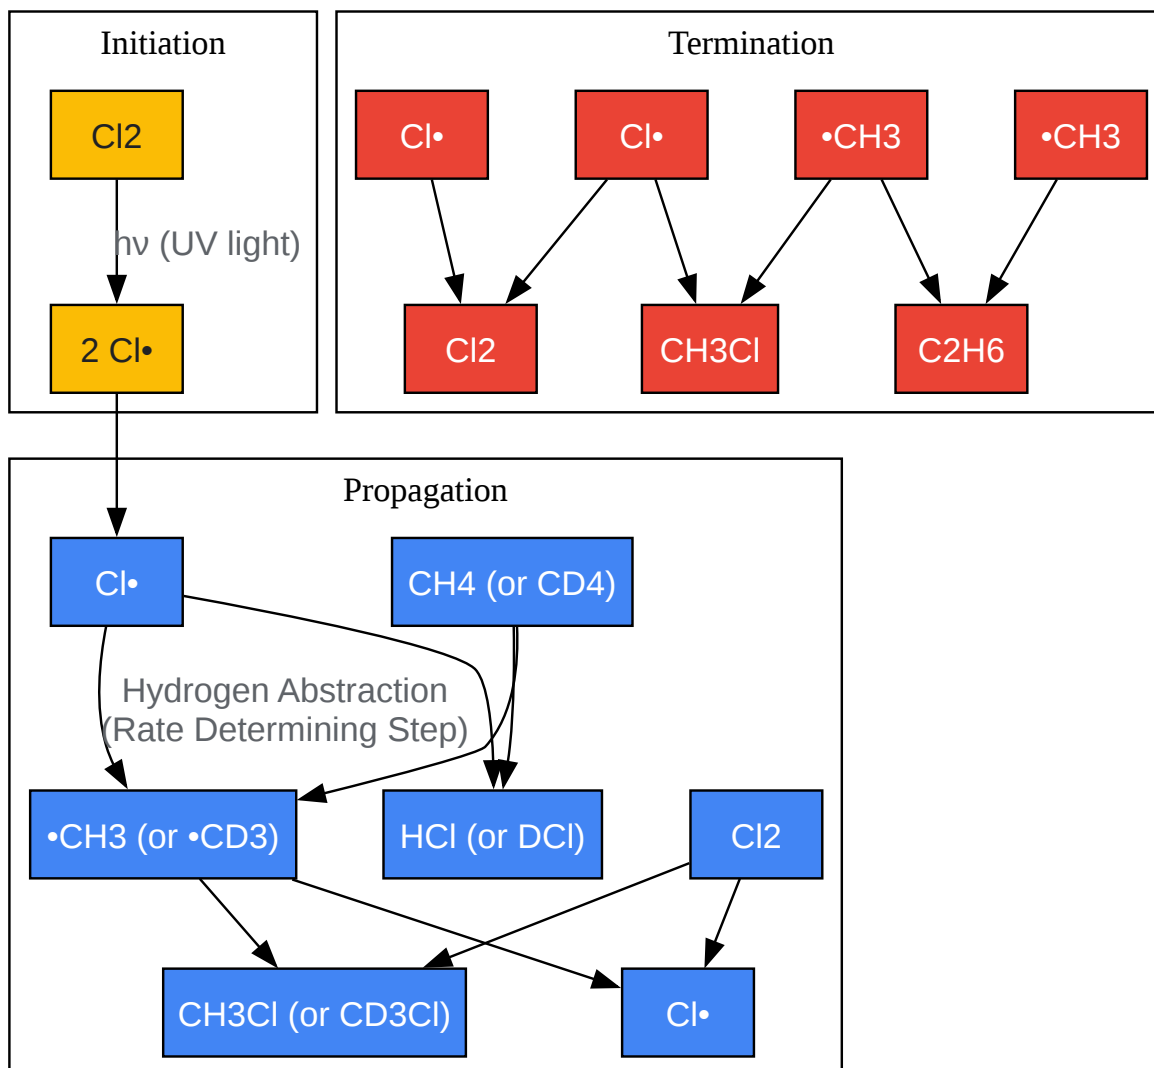 Initiation
Cl2
hν (UV light)
2 Cl•
Termination
Cl•
Cl•
•CH3
•CH3
Cl2
CH3Cl
C2H6
Propagation
Cl•
CH4 (or CD4)
Hydrogen Abstraction
(Rate Determining Step)
•CH3 (or •CD3)
HCl (or DCl)
Cl2
CH3Cl (or CD3Cl)
Cl•